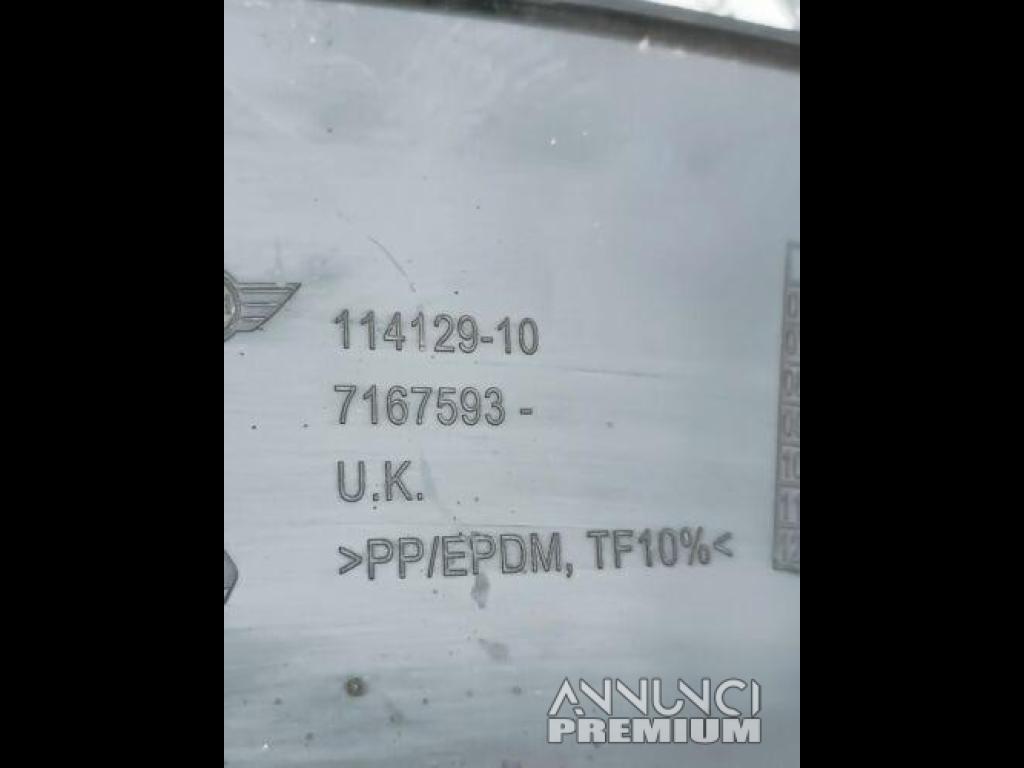 114129-10
7167593 -
U.K.
>PP/EPDM, TF10%<
ANNUNCI
PREMIUM